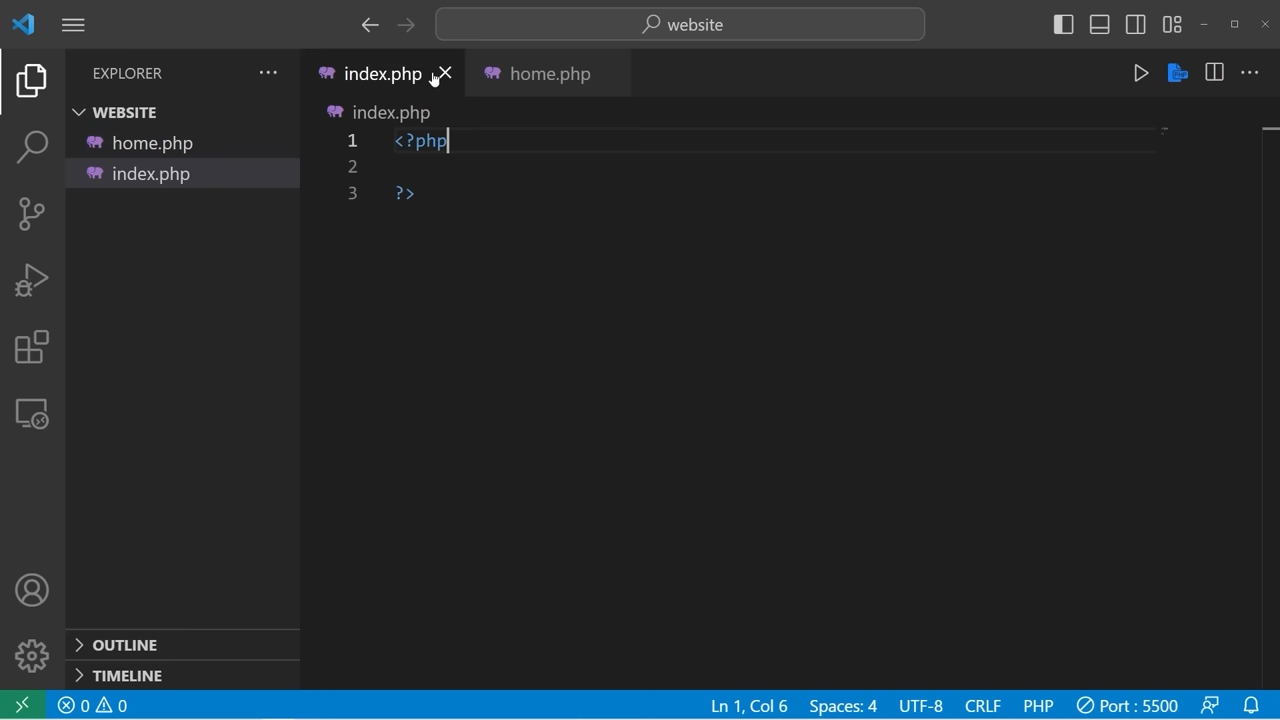 website
EXPLORER
index.php
home.php
WEBSITE
index.php
home.php
index.php
1 <?php
2
3 ?>
OUTLINE
TIMELINE
0 0
Ln 1, Col 6
Spaces: 4
UTF-8
CRLF
PHP
Port : 5500